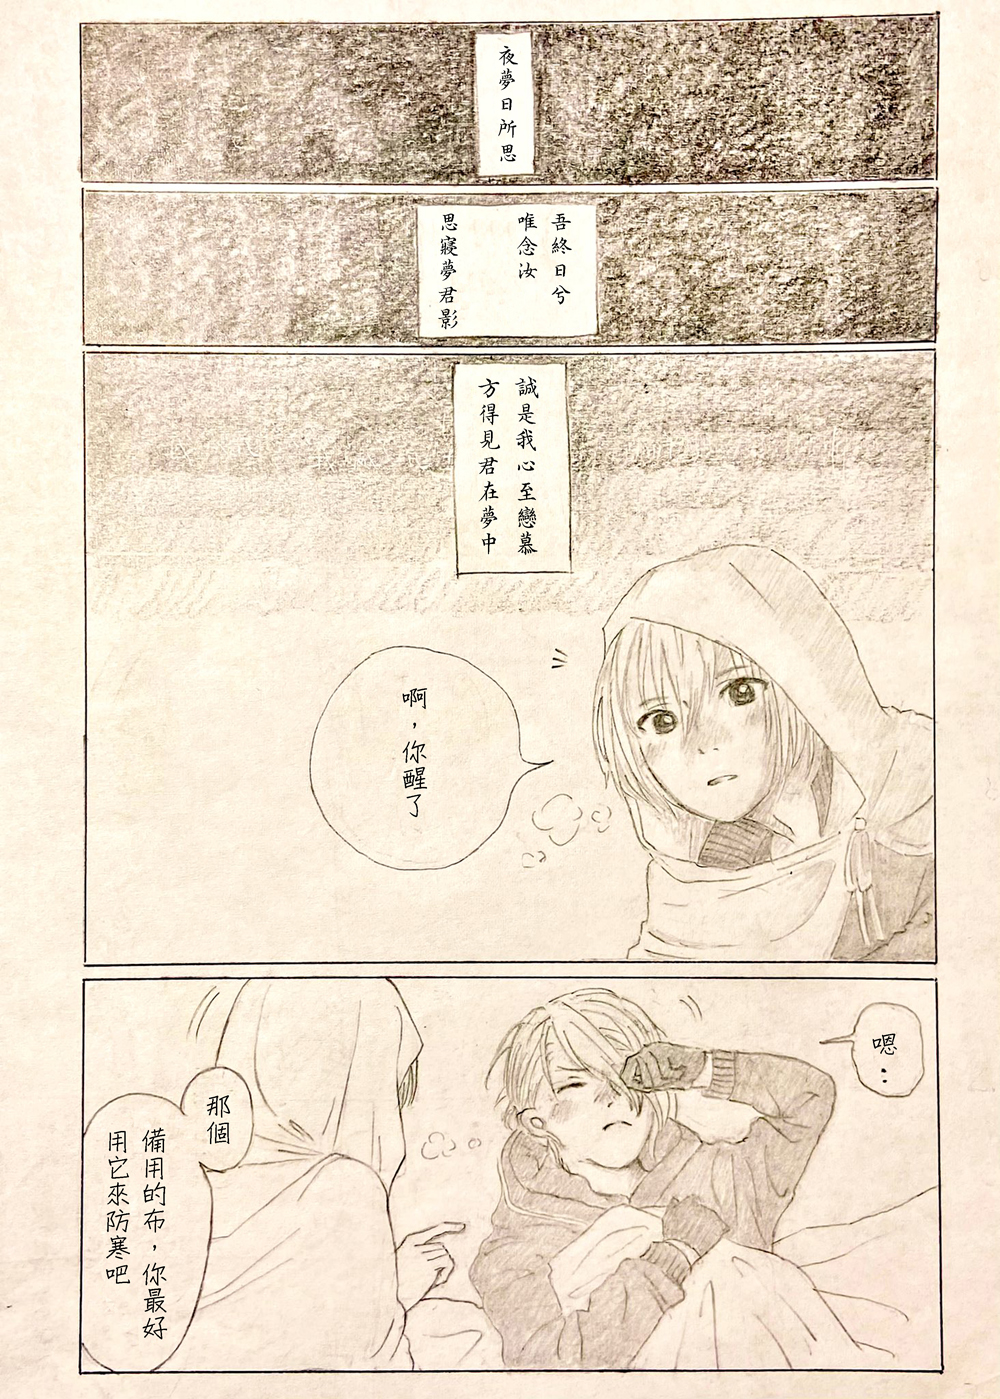 夜夢日所思
吾終日兮
唯念汝
思寢夢君影
誠是我心至戀慕
方得見君在夢中
啊，你醒了
嗯…
那個
備用的布，你最好
用它來防寒吧